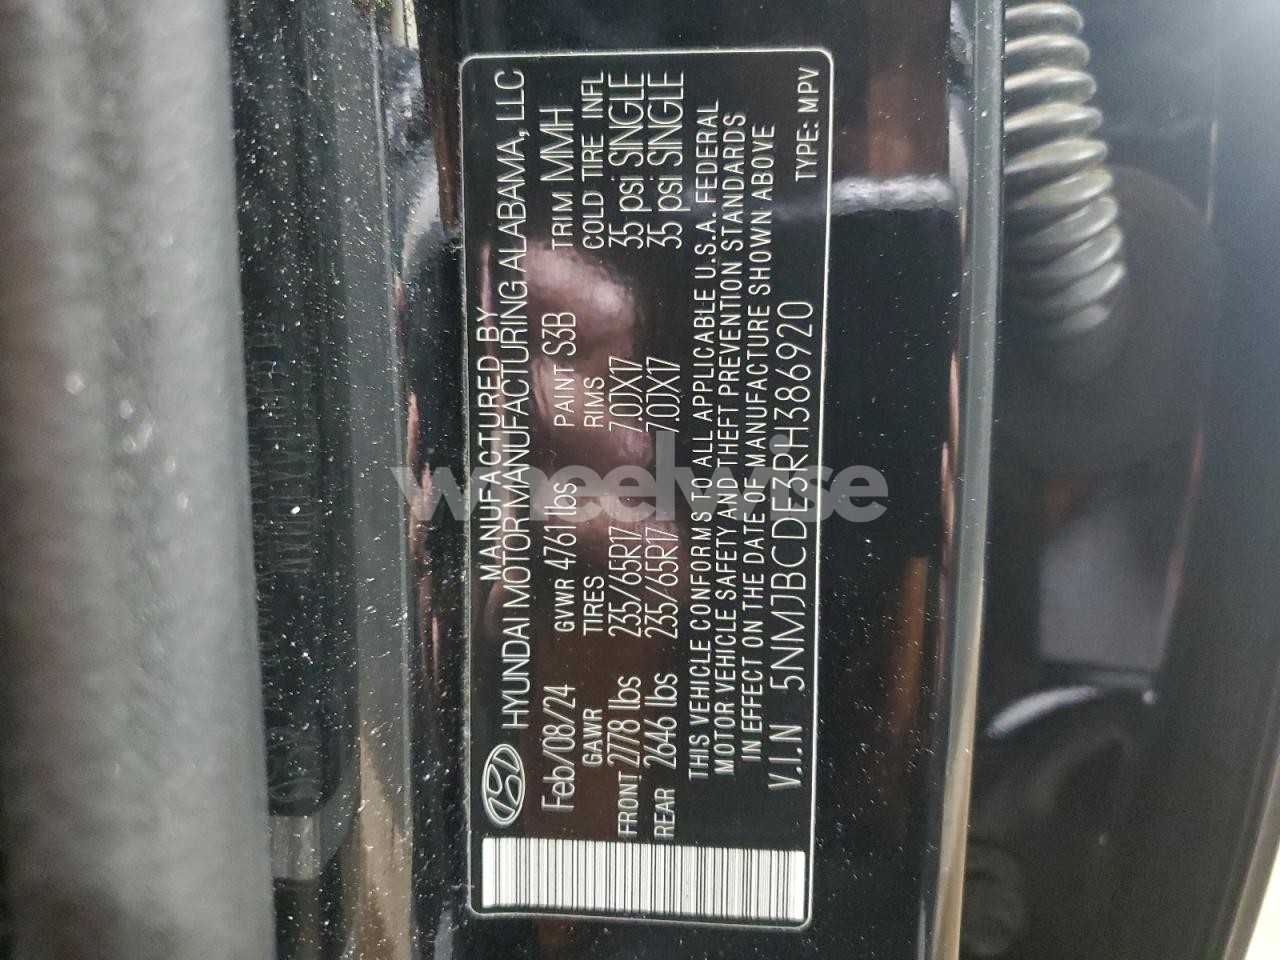 MANUFACTURED BY
HYUNDAI MOTOR MANUFACTURING ALABAMA, LLC
Feb/08/24 GVWR 4761 lbs PAINT S3B TRIM MMH
GAWR TIRES RIMS COLD TIRE INFL
FRONT 2778 lbs 235/65R17 7.0JX17 35 psi SINGLE
REAR 2646 lbs 235/65R17 7.0JX17 35 psi SINGLE
THIS VEHICLE CONFORMS TO ALL APPLICABLE U.S.A. FEDERAL
MOTOR VEHICLE SAFETY AND THEFT PREVENTION STANDARDS
IN EFFECT ON THE DATE OF MANUFACTURE SHOWN ABOVE
V.I.N 5NMJBCDE3RH386920 TYPE: MPV
wheelwise